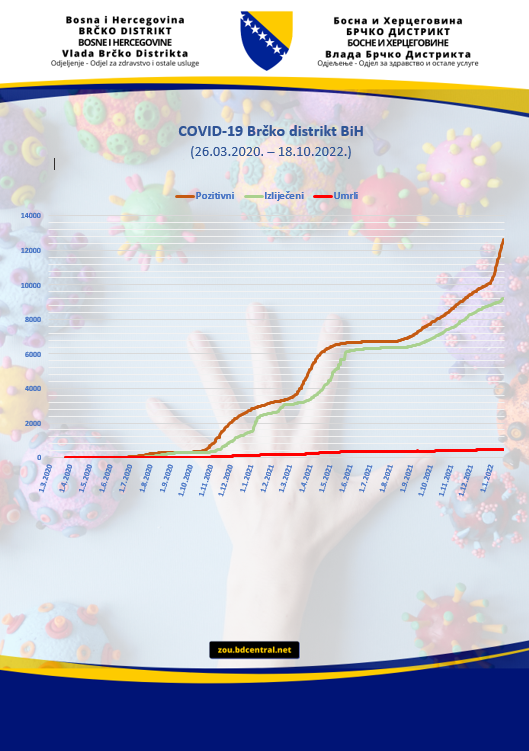 Bosna i Hercegovina
BRČKO DISTRIKT
BOSNE I HERCEGOVINE
Vlada Brčko Distrikta
Odjeljenje - Odjel za zdravstvo i ostale usluge
Босна и Херцеговина
БРЧКО ДИСТРИКТ
БОСНЕ И ХЕРЦЕГОВИНЕ
Влада Брчко Дистрикта
Одјељење - Одјел за здравство и остале услуге
COVID-19 Brčko distrikt BiH
(26.03.2020. – 18.10.2022.)
Pozitivni Izliječeni Umrli
14000
12000
10000
8000
6000
4000
2000
0
1.3.2020 1.4.2020 1.5.2020 1.6.2020 1.7.2020 1.8.2020 1.9.2020 1.10.2020 1.11.2020 1.12.2020 1.1.2021 1.2.2021 1.3.2021 1.4.2021 1.5.2021 1.6.2021 1.7.2021 1.8.2021 1.9.2021 1.10.2021 1.11.2021 1.12.2021 1.1.2022
zou.bdcentral.net